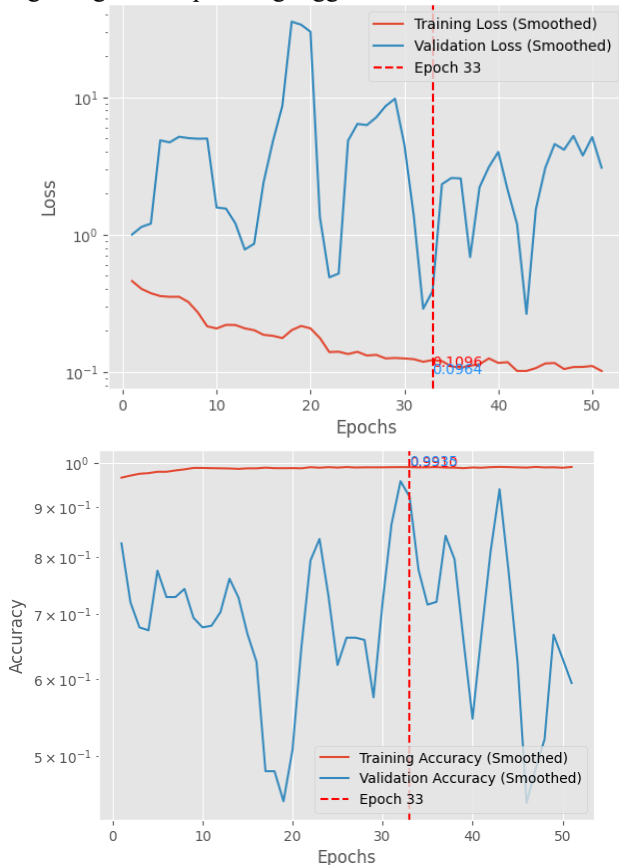 Training Loss (Smoothed)
Validation Loss (Smoothed)
Epoch 33
10¹
10⁰
10⁻¹
Loss
0.1096
0.0964
0
10
20
30
40
50
Epochs
10⁰
9 × 10⁻¹
8 × 10⁻¹
7 × 10⁻¹
6 × 10⁻¹
5 × 10⁻¹
Accuracy
Training Accuracy (Smoothed)
Validation Accuracy (Smoothed)
Epoch 33
0
10
20
30
40
50
Epochs